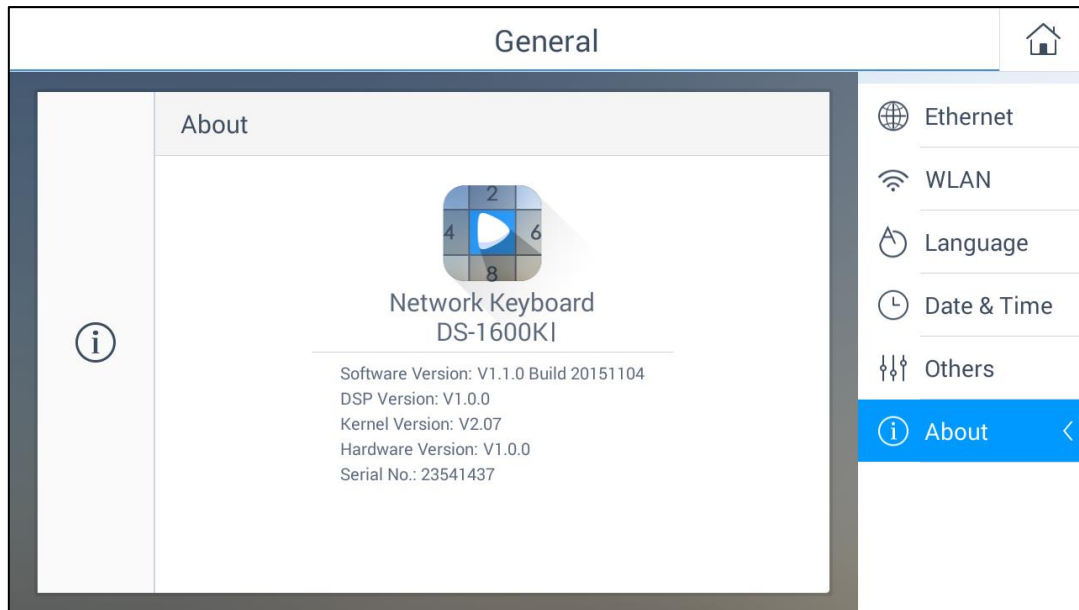 General
About
2
4
6
8
Network Keyboard
DS-1600KI
Software Version: V1.1.0 Build 20151104
DSP Version: V1.0.0
Kernel Version: V2.07
Hardware Version: V1.0.0
Serial No.: 23541437
Ethernet
WLAN
Language
Date & Time
Others
About